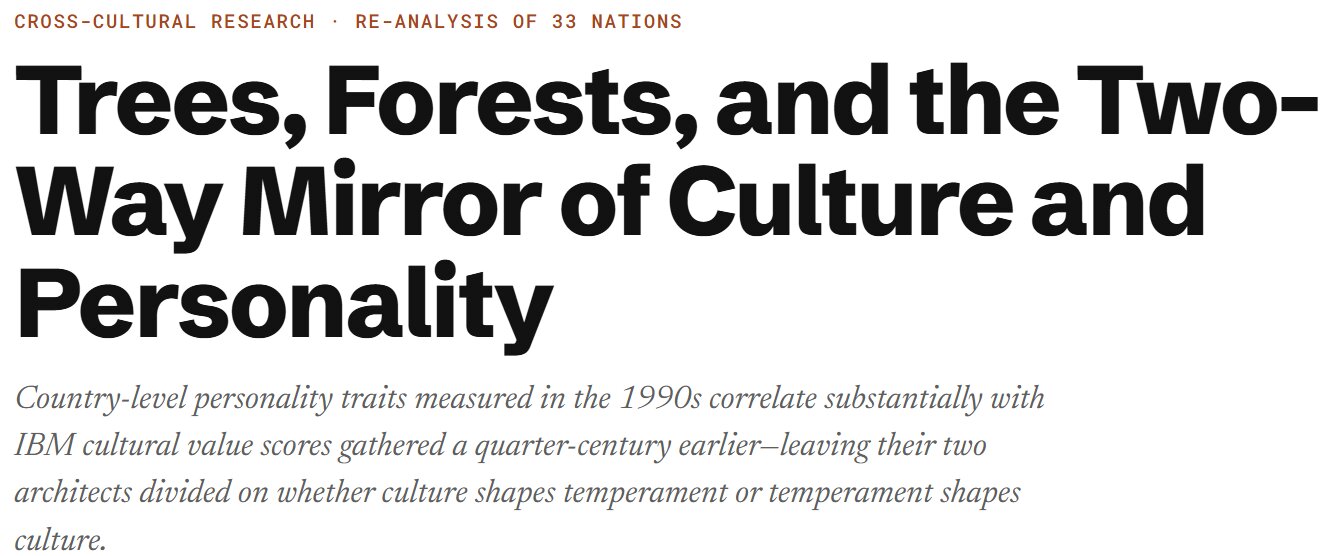 CROSS-CULTURAL RESEARCH · RE-ANALYSIS OF 33 NATIONS
Trees, Forests, and the Two-
Way Mirror of Culture and
Personality
Country-level personality traits measured in the 1990s correlate substantially with
IBM cultural value scores gathered a quarter-century earlier—leaving their two
architects divided on whether culture shapes temperament or temperament shapes
culture.